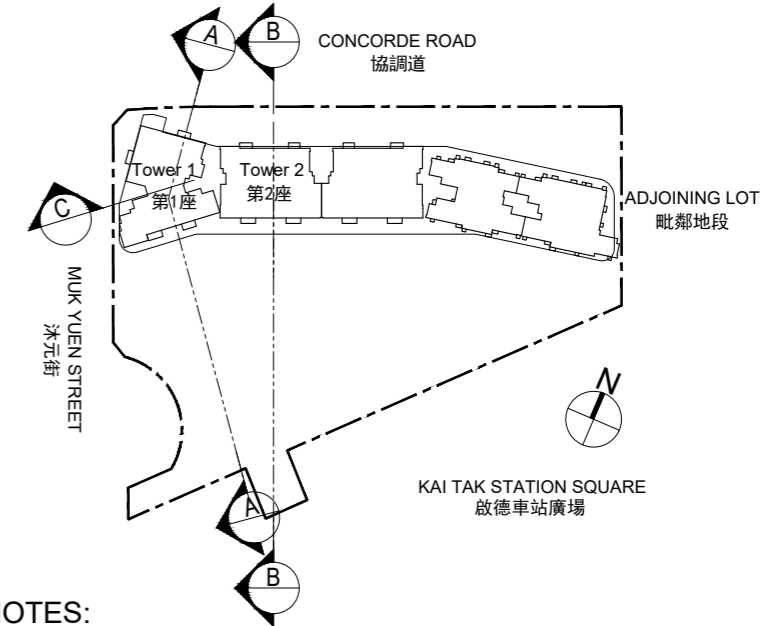 A
B
CONCORDE ROAD
協調道
Tower 1
第1座
Tower 2
第2座
C
ADJOINING LOT
毗鄰地段
MUK YUEN STREET
沐元街
N
KAI TAK STATION SQUARE
啟德車站廣場
A
B
NOTES: